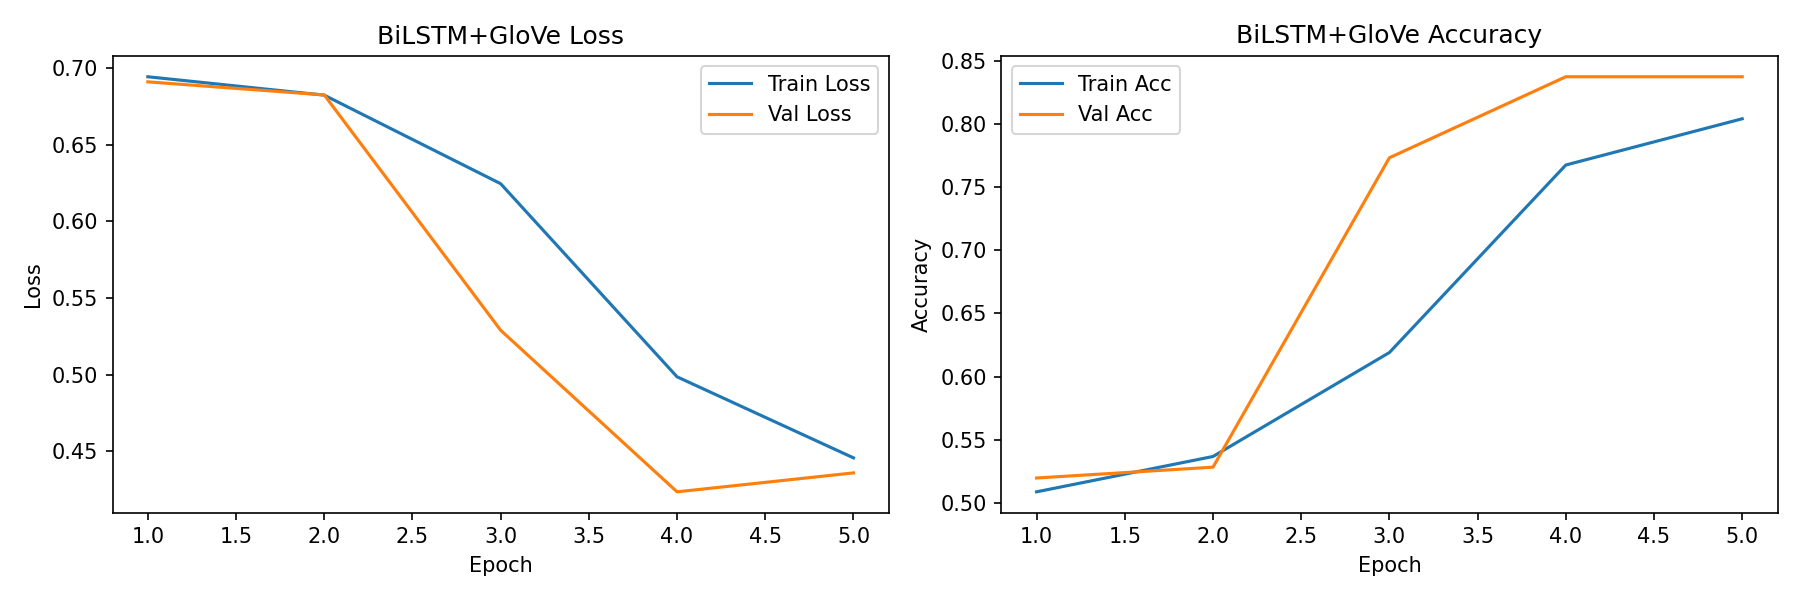 BiLSTM+GloVe Loss
Train Loss
Val Loss
0.70
0.65
0.60
0.55
0.50
0.45
Loss
1.0 1.5 2.0 2.5 3.0 3.5 4.0 4.5 5.0
Epoch
BiLSTM+GloVe Accuracy
Train Acc
Val Acc
0.85
0.80
0.75
0.70
0.65
0.60
0.55
0.50
Accuracy
1.0 1.5 2.0 2.5 3.0 3.5 4.0 4.5 5.0
Epoch